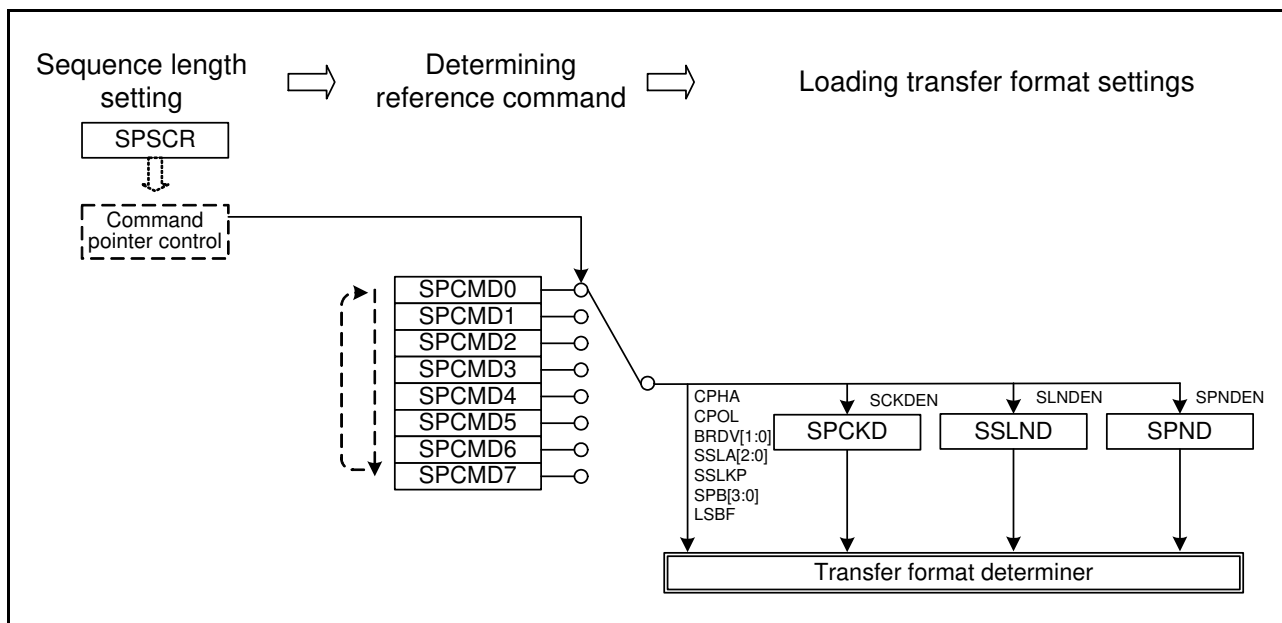 Sequence length
setting
Determining
reference command
Loading transfer format settings
SPSCR
Command
pointer control
SPCMD0
SPCMD1
SPCMD2
SPCMD3
SPCMD4
SPCMD5
SPCMD6
SPCMD7
CPHA
CPOL
BRDV[1:0]
SSLA[2:0]
SSLKP
SPB[3:0]
LSBF
SCKDEN
SPCKD
SLNDEN
SSLND
SPNDEN
SPND
Transfer format determiner